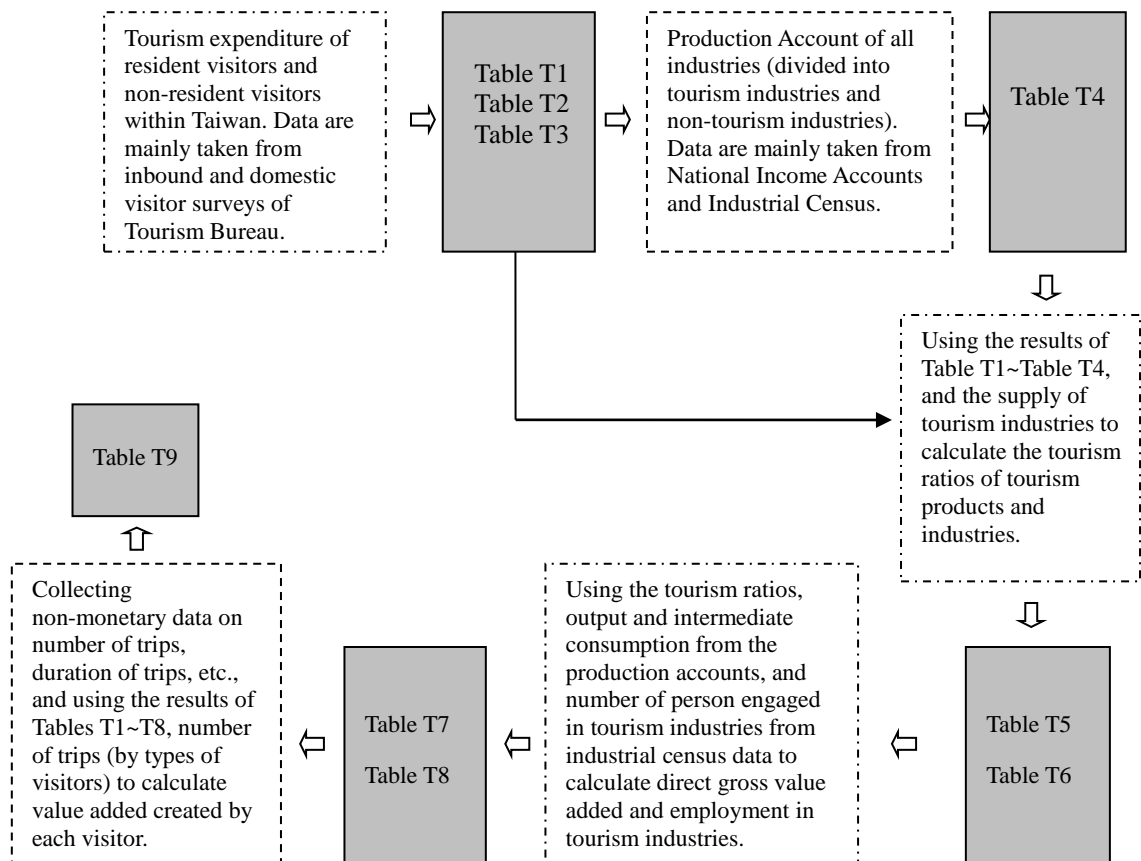 Tourism expenditure of
resident visitors and
non-resident visitors
within Taiwan. Data are
mainly taken from
inbound and domestic
visitor surveys of
Tourism Bureau.
Table T1
Table T2
Table T3
Production Account of all
industries (divided into
tourism industries and
non-tourism industries).
Data are mainly taken from
National Income Accounts
and Industrial Census.
Table T4
Using the results of
Table T1~Table T4,
and the supply of
tourism industries to
calculate the tourism
ratios of tourism
products and
industries.
Table T5
Table T6
Using the tourism ratios,
output and intermediate
consumption from the
production accounts, and
number of person engaged
in tourism industries from
industrial census data to
calculate direct gross value
added and employment in
tourism industries.
Table T7
Table T8
Collecting
non-monetary data on
number of trips,
duration of trips, etc.,
and using the results of
Tables T1~T8, number
of trips (by types of
visitors) to calculate
value added created by
each visitor.
Table T9